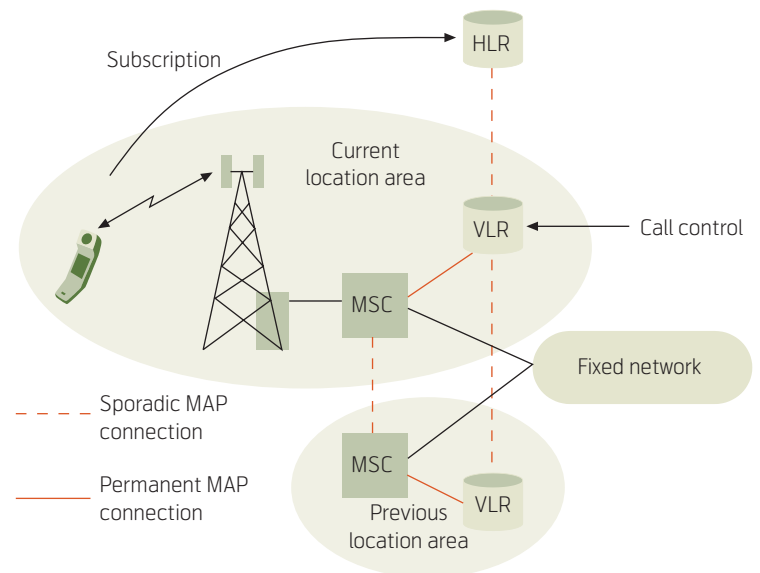 HLR
Subscription
Current
location area
VLR
Call control
MSC
Fixed network
Sporadic MAP
connection
MSC
Permanent MAP
connection
VLR
Previous
location area